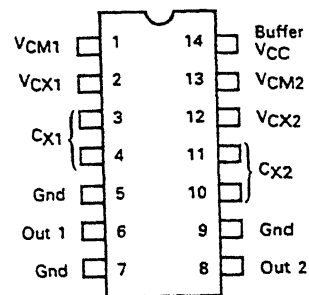 VCM1 1 14 Buffer VCC
VCX1 2 13 VCM2
CX1 3 12 VCX2
4 11 CX2
Gnd 5 10
Out 1 6 9 Gnd
Gnd 7 8 Out 2